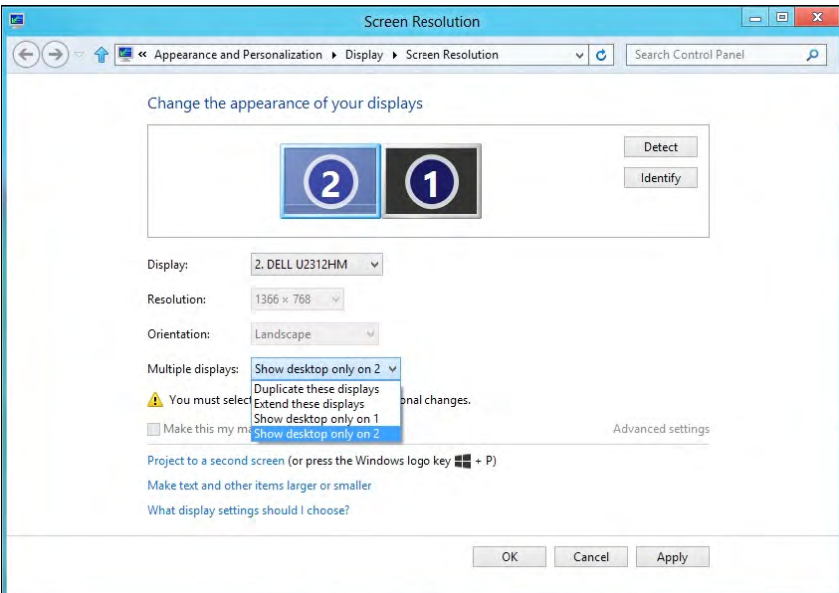 Screen Resolution
« Appearance and Personalization Display Screen Resolution
Search Control Panel
Change the appearance of your displays
2
1
Detect
Identify
Display: 2. DELL U2312HM
Resolution: 1366 × 768
Orientation: Landscape
Multiple displays: Show desktop only on 2
Duplicate these displays
Extend these displays
Show desktop only on 1
Show desktop only on 2
You must select onal changes.
Make this my ma
Advanced settings
Project to a second screen (or press the Windows logo key + P)
Make text and other items larger or smaller
What display settings should I choose?
OK Cancel Apply